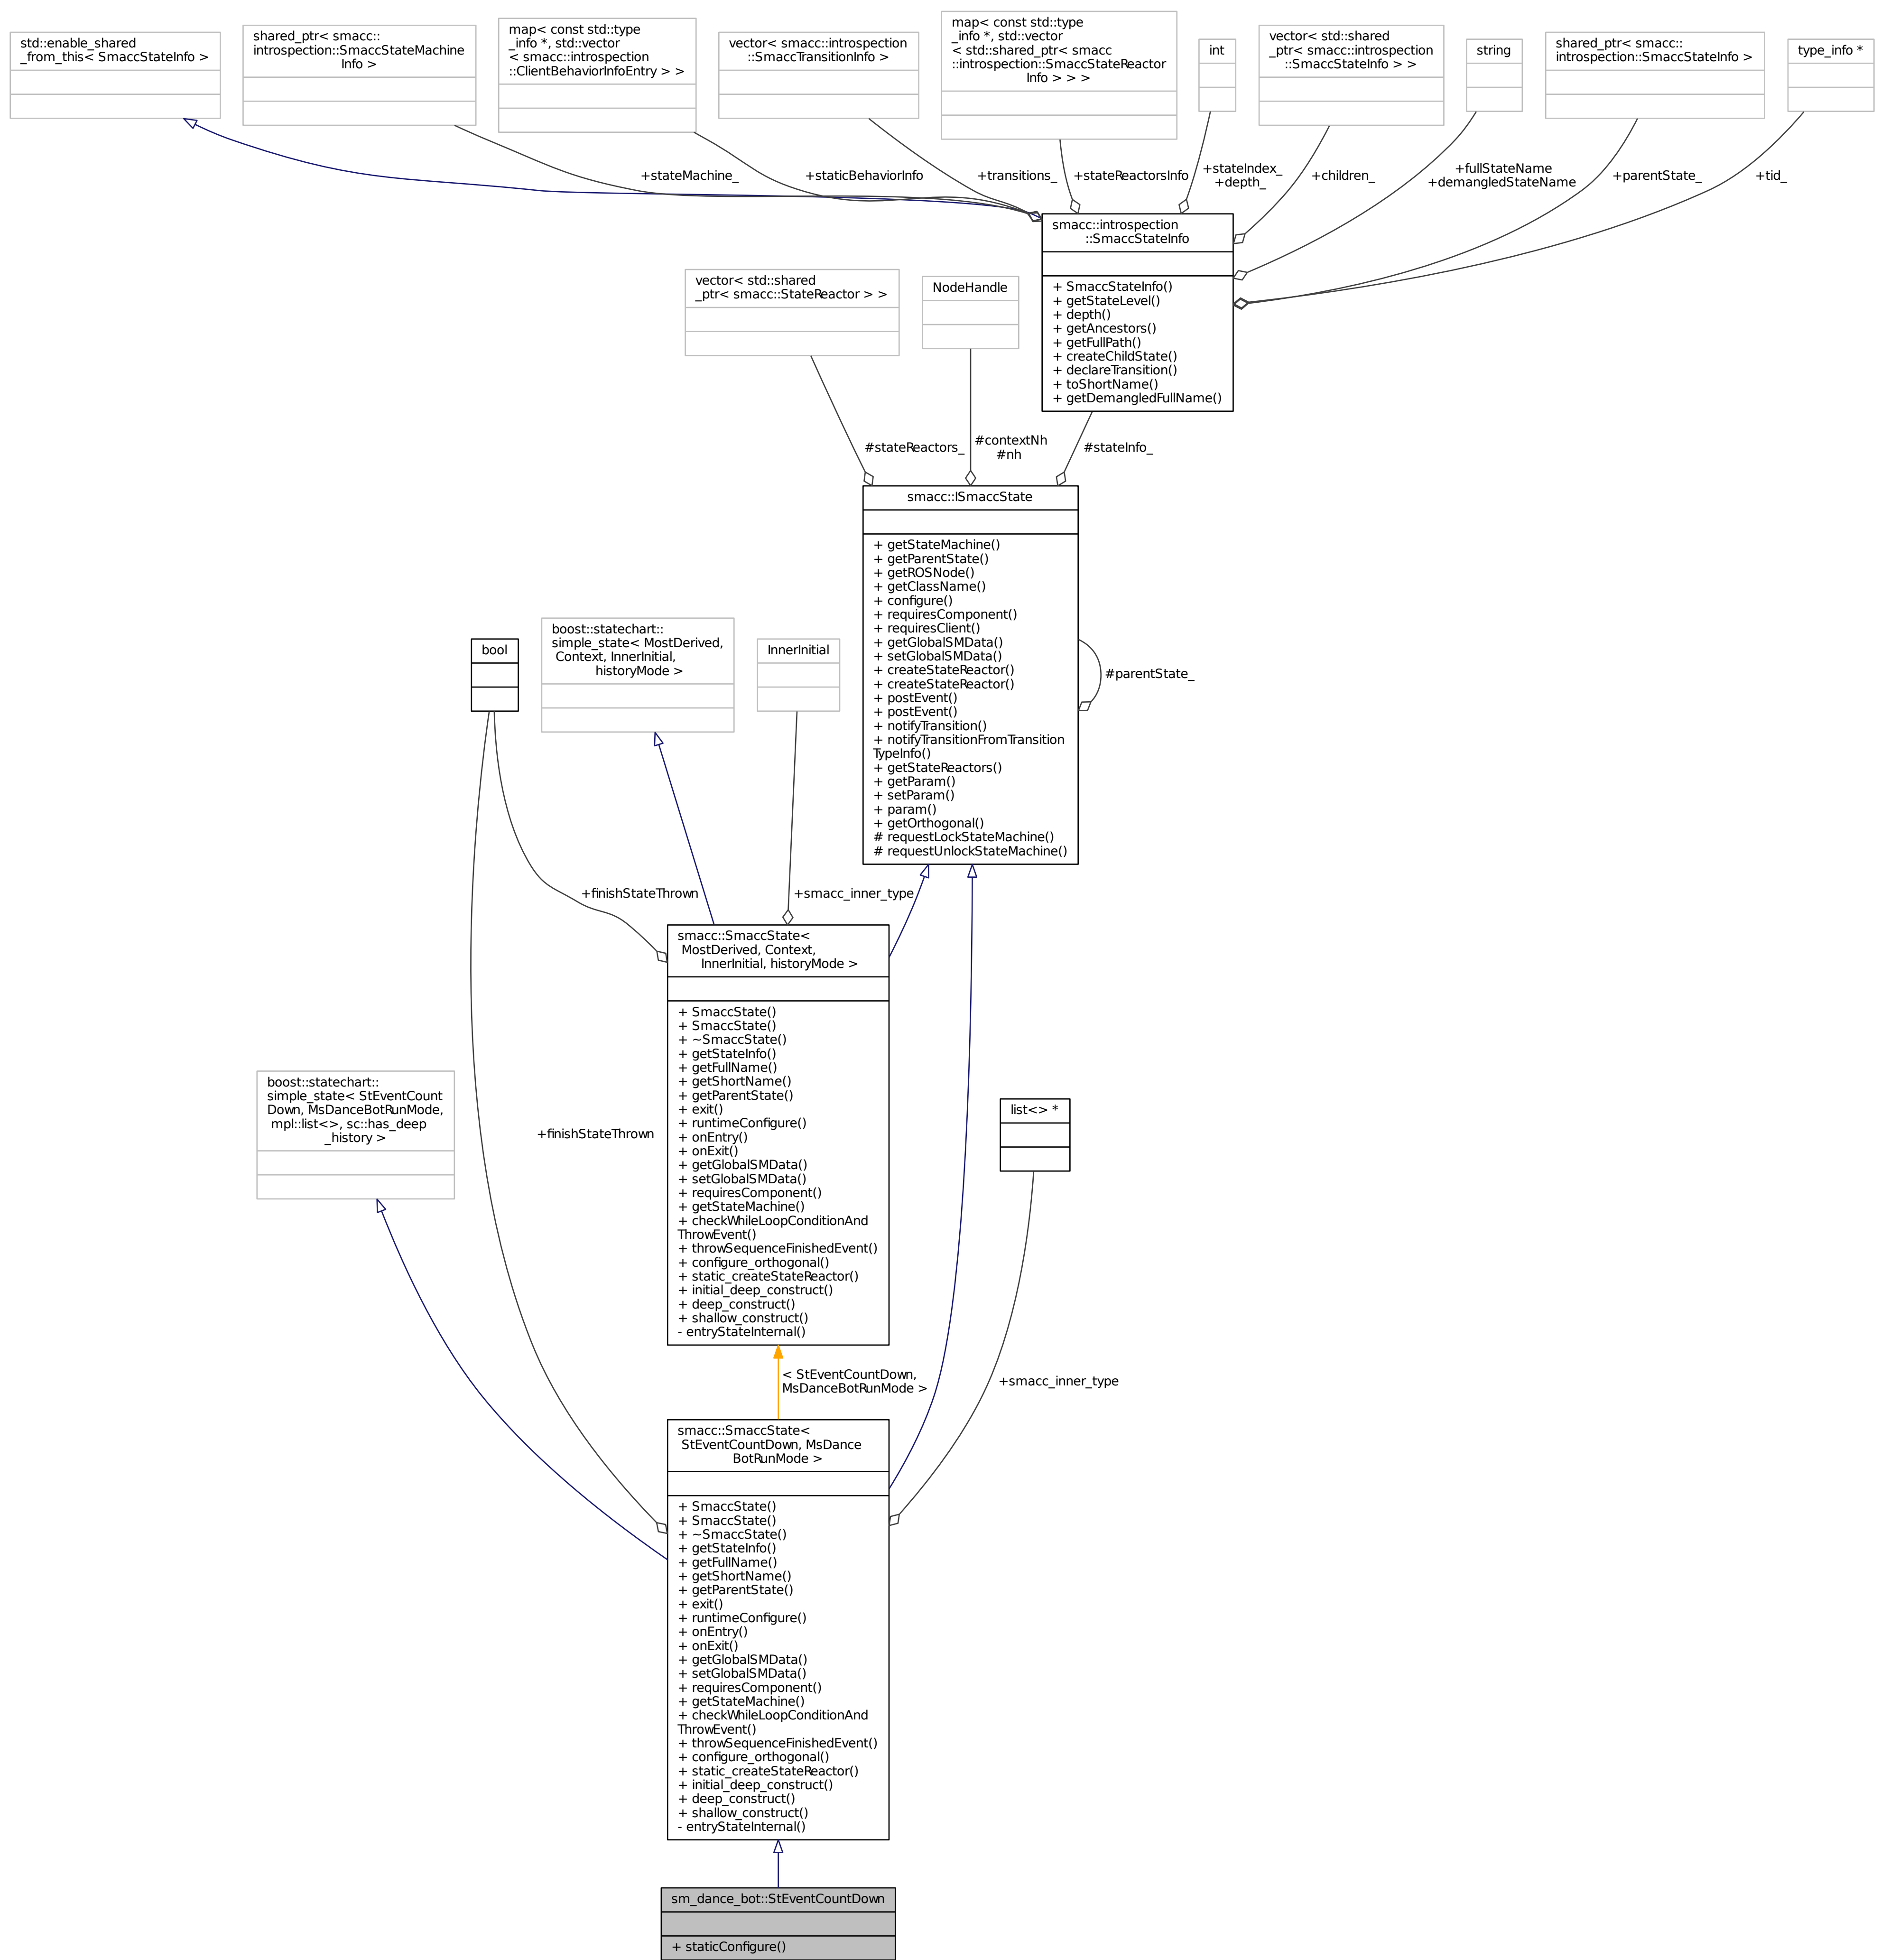 std::enable_shared
_from_this< SmaccStateInfo >
shared_ptr< smacc::
introspection::SmaccStateMachine
Info >
map< const std::type
_info *, std::vector
< smacc::introspection
::ClientBehaviorInfoEntry > >
vector< smacc::introspection
::SmaccTransitionInfo >
map< const std::type
_info *, std::vector
< std::shared_ptr< smacc
::introspection::SmaccStateReactor
Info > > >
int
vector< std::shared
_ptr< smacc::introspection
::SmaccStateInfo > >
string
shared_ptr< smacc::
introspection::SmaccStateInfo >
type_info *
+stateMachine_
+staticBehaviorInfo
+transitions_
+stateReactorsInfo
+stateIndex_
+depth_
+children_
+fullStateName
+demangledStateName
+parentState_
+tid_
smacc::introspection
::SmaccStateInfo
+ SmaccStateInfo()
+ getStateLevel()
+ depth()
+ getAncestors()
+ getFullPath()
+ createChildState()
+ declareTransition()
+ toShortName()
+ getDemangledFullName()
vector< std::shared
_ptr< smacc::StateReactor > >
NodeHandle
#stateReactors_
#contextNh
#nh
#stateInfo_
smacc::ISmaccState
+ getStateMachine()
+ getParentState()
+ getROSNode()
+ getClassName()
+ configure()
+ requiresComponent()
+ requiresClient()
+ getGlobalSMData()
+ setGlobalSMData()
+ createStateReactor()
+ createStateReactor()
+ postEvent()
+ postEvent()
+ notifyTransition()
+ notifyTransitionFromTransition
TypeInfo()
+ getStateReactors()
+ getParam()
+ setParam()
+ param()
+ getOrthogonal()
# requestLockStateMachine()
# requestUnlockStateMachine()
#parentState_
bool
boost::statechart::
simple_state< MostDerived,
Context, InnerInitial,
historyMode >
InnerInitial
+finishStateThrown
+smacc_inner_type
smacc::SmaccState<
MostDerived, Context,
InnerInitial, historyMode >
+ SmaccState()
+ SmaccState()
+ ~SmaccState()
+ getStateInfo()
+ getFullName()
+ getShortName()
+ getParentState()
+ exit()
+ runtimeConfigure()
+ onEntry()
+ onExit()
+ getGlobalSMData()
+ setGlobalSMData()
+ requiresComponent()
+ getStateMachine()
+ checkWhileLoopConditionAnd
ThrowEvent()
+ throwSequenceFinishedEvent()
+ configure_orthogonal()
+ static_createStateReactor()
+ initial_deep_construct()
+ deep_construct()
+ shallow_construct()
- entryStateInternal()
boost::statechart::
simple_state< StEventCount
Down, MsDanceBotRunMode,
mpl::list<>, sc::has_deep
_history >
+finishStateThrown
list<> *
< StEventCountDown,
MsDanceBotRunMode >
+smacc_inner_type
smacc::SmaccState<
StEventCountDown, MsDance
BotRunMode >
+ SmaccState()
+ SmaccState()
+ ~SmaccState()
+ getStateInfo()
+ getFullName()
+ getShortName()
+ getParentState()
+ exit()
+ runtimeConfigure()
+ onEntry()
+ onExit()
+ getGlobalSMData()
+ setGlobalSMData()
+ requiresComponent()
+ getStateMachine()
+ checkWhileLoopConditionAnd
ThrowEvent()
+ throwSequenceFinishedEvent()
+ configure_orthogonal()
+ static_createStateReactor()
+ initial_deep_construct()
+ deep_construct()
+ shallow_construct()
- entryStateInternal()
sm_dance_bot::StEventCountDown
+ staticConfigure()